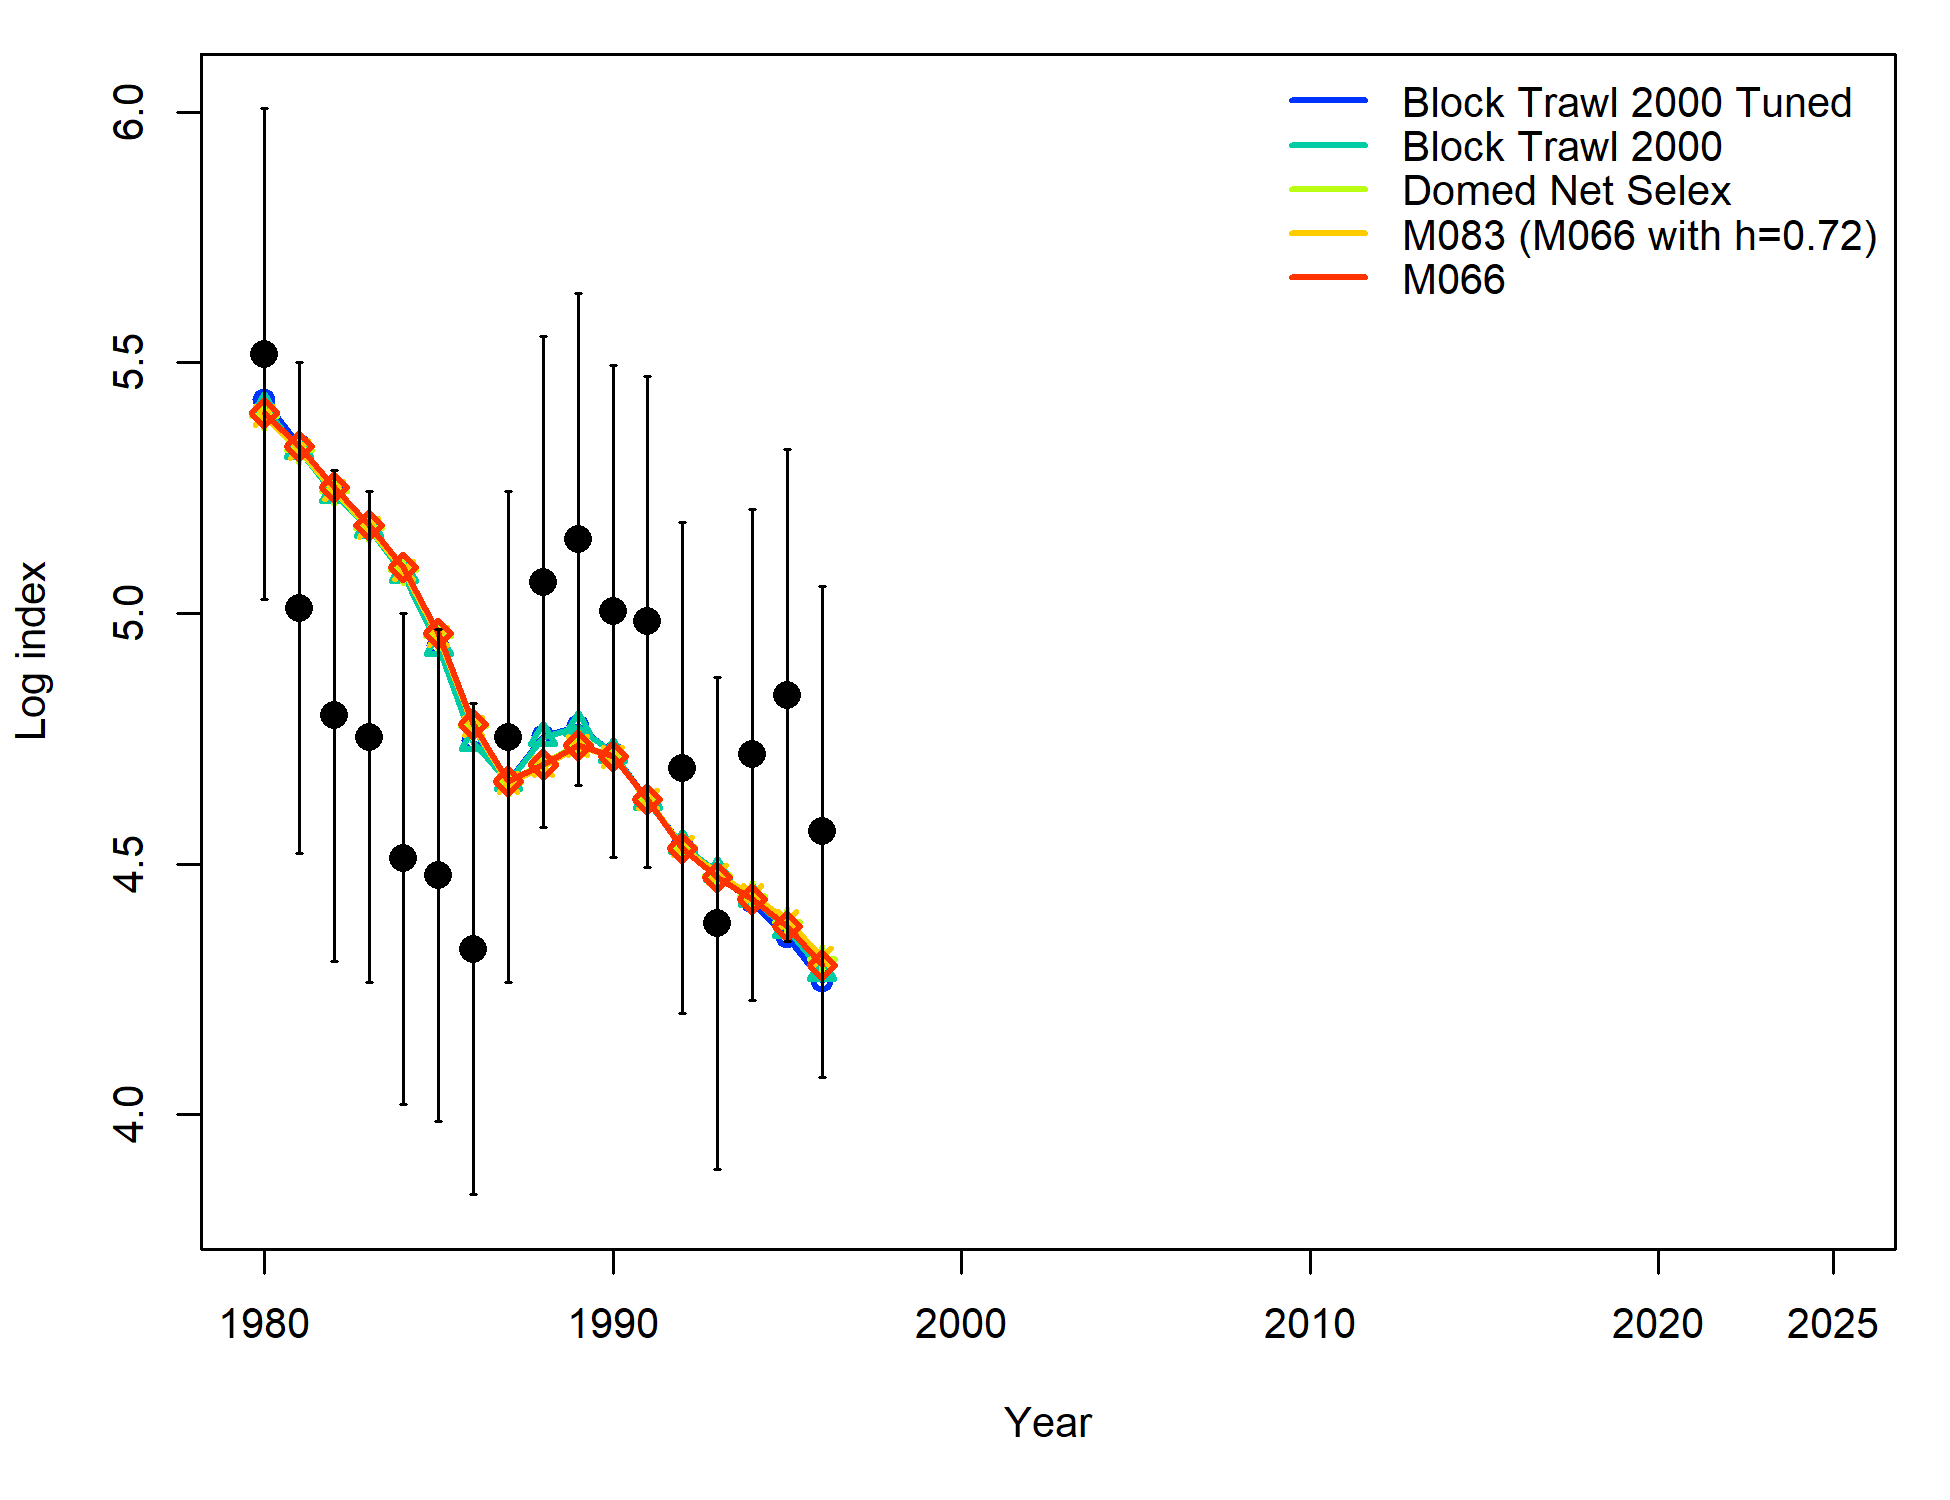 Block Trawl 2000 Tuned
Block Trawl 2000
Domed Net Selex
M083 (M066 with h=0.72)
M066
6.0
5.5
5.0
4.5
4.0
Log index
1980 1990 2000 2010 2020 2025
Year